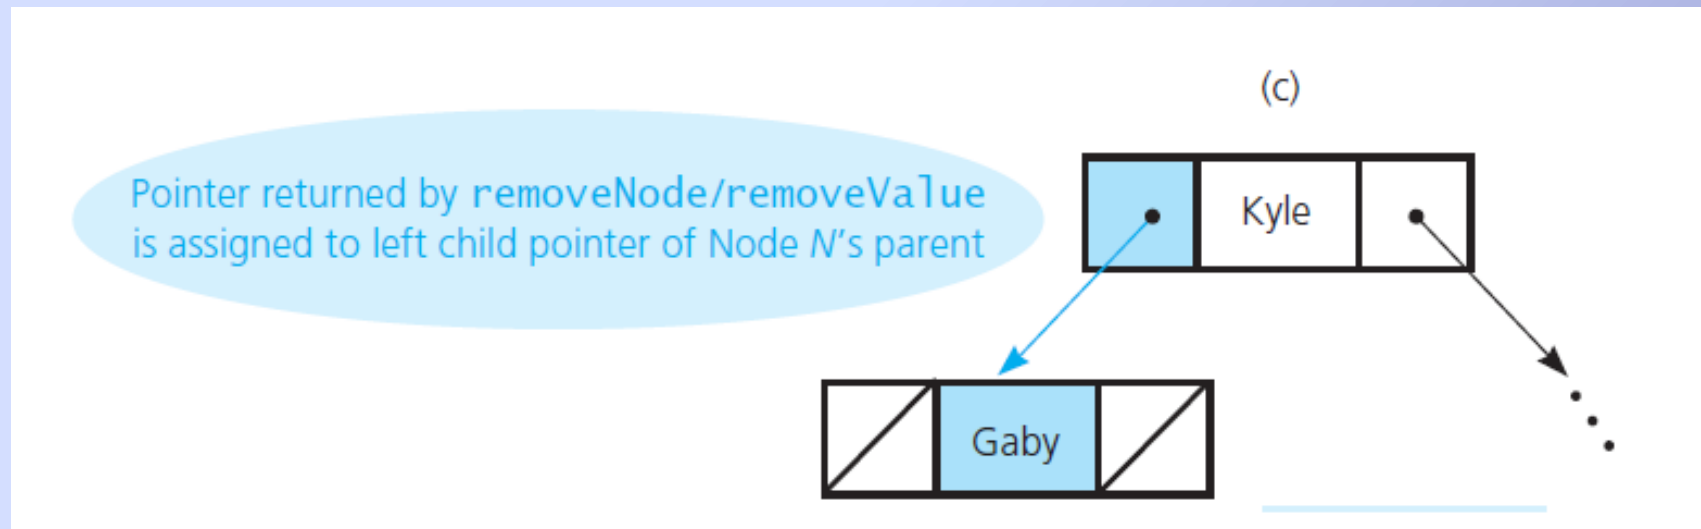 (c)
Pointer returned by removeNode/removeValue
is assigned to left child pointer of Node N's parent
Kyle
Gaby